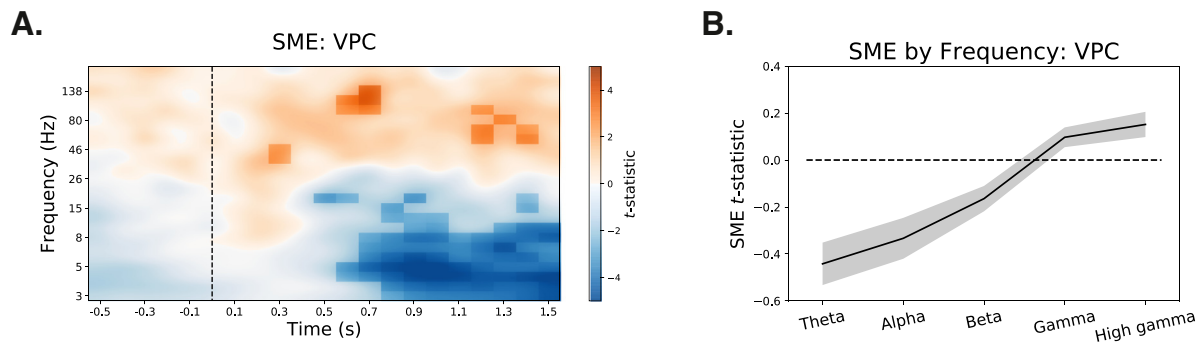 A.
SME: VPC
Frequency (Hz)
138
80
46
26
15
8
5
3
-0.5 -0.3 -0.1 0.1 0.3 0.5 0.7 0.9 1.1 1.3 1.5
Time (s)
4
2
0
−2
−4
t-statistic
B.
SME by Frequency: VPC
SME t-statistic
0.4
0.2
0.0
−0.2
−0.4
−0.6
Theta Alpha Beta Gamma High gamma